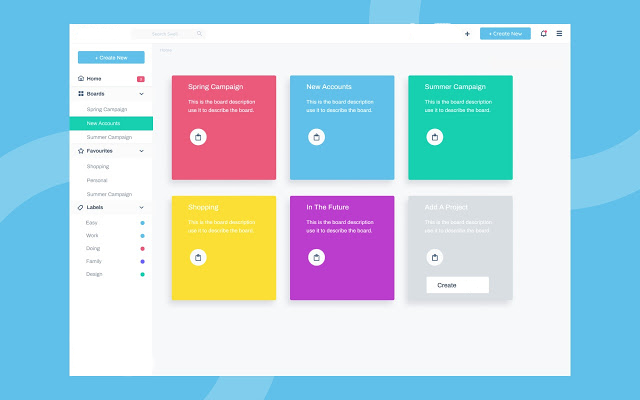 Search Card
+ Create New
+ Create New
Home
Home
Boards
Spring Campaign
New Accounts
Summer Campaign
Favourites
Shopping
Personal
Summer Campaign
Labels
Easy
Work
Doing
Family
Design
Spring Campaign
This is the board description
use it to describe the board.
New Accounts
This is the board description
use it to describe the board.
Summer Campaign
This is the board description
use it to describe the board.
Shopping
This is the board description
use it to describe the board.
In The Future
This is the board description
use it to describe the board.
Add A Project
This is the board description
use it to describe the board
Create